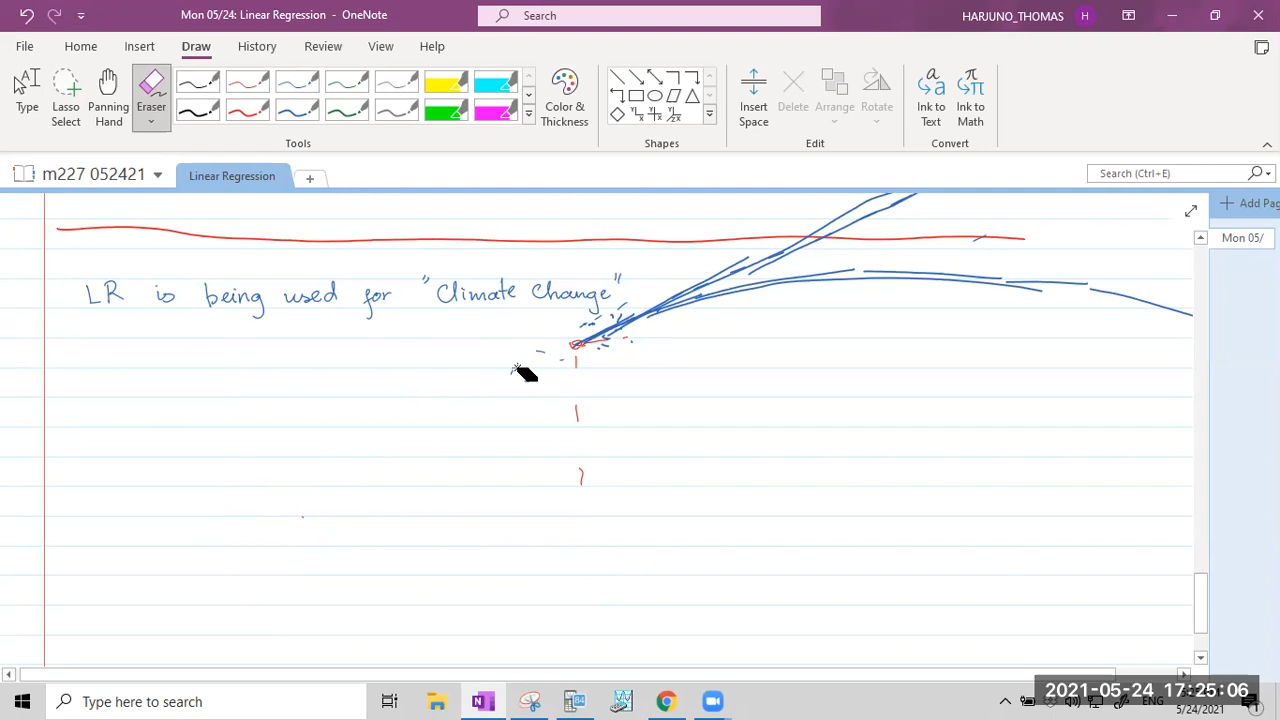 Mon 05/24: Linear Regression - OneNote
Search
HARJUNO_THOMAS
H
File Home Insert Draw History Review View Help
Type
Lasso Select
Panning Hand
Eraser
Color & Thickness
Insert Space
Delete
Arrange
Rotate
Ink to Text
Ink to Math
Tools
Shapes
Edit
Convert
m227 052421
Linear Regression
Search (Ctrl+E)
Add Pag
Mon 05/
LR is being used for "Climate Change"
Type here to search
2021-05-24 17:25:06
5/24/2021